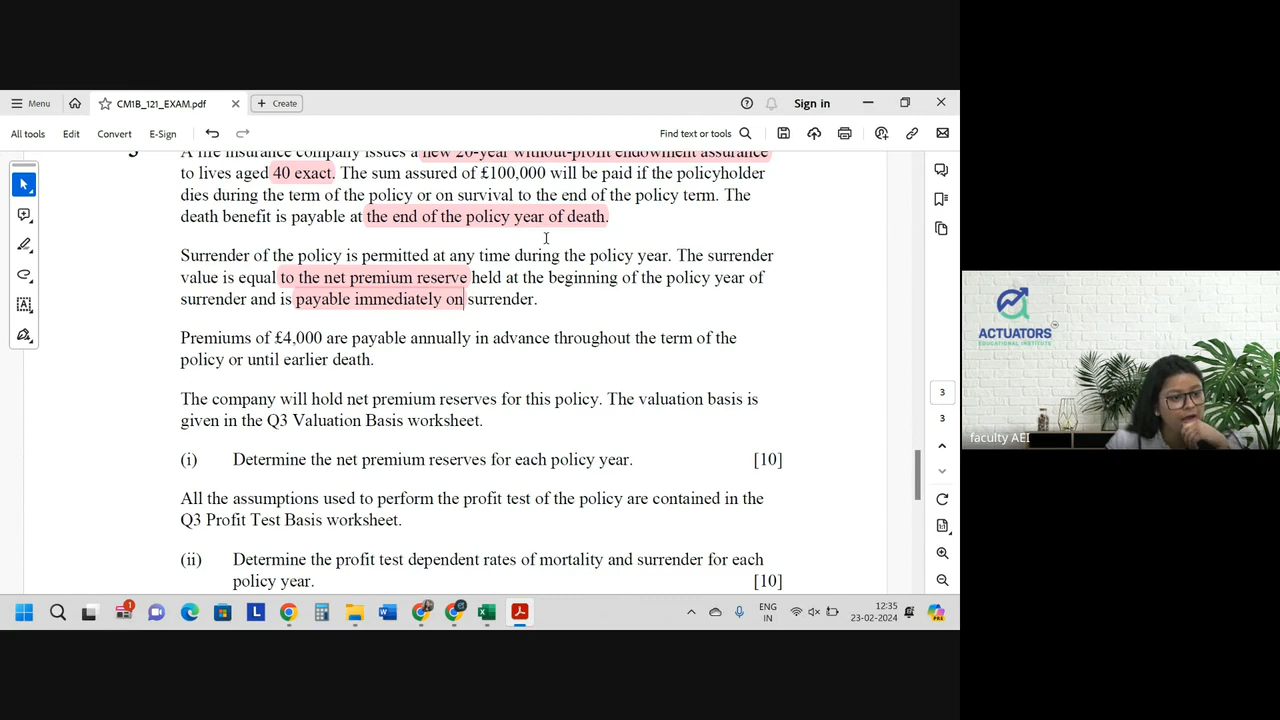 Menu
CM1B_121_EXAM.pdf
Create
Sign in
All tools
Edit
Convert
E-Sign
Find text or tools
3 A life insurance company issues a new 20-year without-profit endowment assurance
to lives aged 40 exact. The sum assured of £100,000 will be paid if the policyholder
dies during the term of the policy or on survival to the end of the policy term. The
death benefit is payable at the end of the policy year of death.
Surrender of the policy is permitted at any time during the policy year. The surrender
value is equal to the net premium reserve held at the beginning of the policy year of
surrender and is payable immediately on surrender.
Premiums of £4,000 are payable annually in advance throughout the term of the
policy or until earlier death.
The company will hold net premium reserves for this policy. The valuation basis is
given in the Q3 Valuation Basis worksheet.
(i) Determine the net premium reserves for each policy year. [10]
All the assumptions used to perform the profit test of the policy are contained in the
Q3 Profit Test Basis worksheet.
(ii) Determine the profit test dependent rates of mortality and surrender for each
policy year. [10]
3
3
ACTUATORS
EDUCATIONAL INSTITUTE
faculty AEI
ENG
IN
12:35
23-02-2024